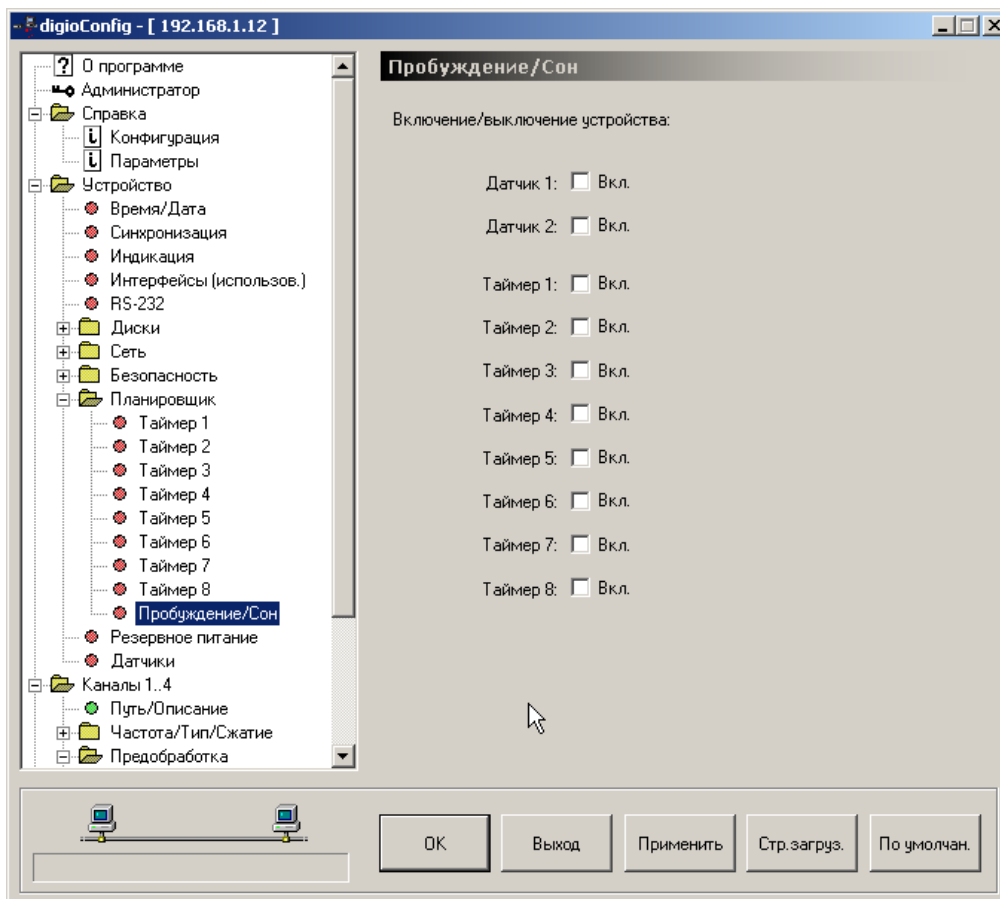 digioConfig - [ 192.168.1.12 ]
О программе
Администратор
Справка
Конфигурация
Параметры
Устройство
Время/Дата
Синхронизация
Индикация
Интерфейсы (использов.)
RS-232
Диски
Сеть
Безопасность
Планировщик
Таймер 1
Таймер 2
Таймер 3
Таймер 4
Таймер 5
Таймер 6
Таймер 7
Таймер 8
Пробуждение/Сон
Резервное питание
Датчики
Каналы 1..4
Путь/Описание
Частота/Тип/Сжатие
Предобработка
Пробуждение/Сон
Включение/выключение устройства:
Датчик 1: Вкл.
Датчик 2: Вкл.
Таймер 1: Вкл.
Таймер 2: Вкл.
Таймер 3: Вкл.
Таймер 4: Вкл.
Таймер 5: Вкл.
Таймер 6: Вкл.
Таймер 7: Вкл.
Таймер 8: Вкл.
OK Выход Применить Стр.загруз. По умолчан.